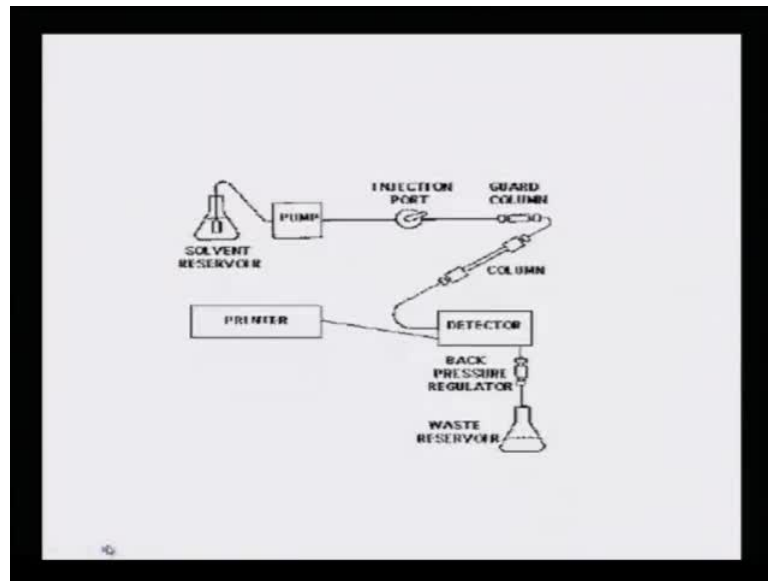 INJECTION
PORT
GUARD
COLUMN
PUMP
SOLVENT
RESERVOIR
COLUMN
PRINTER
DETECTOR
BACK
PRESSURE
REGULATOR
WASTE
RESERVOIR